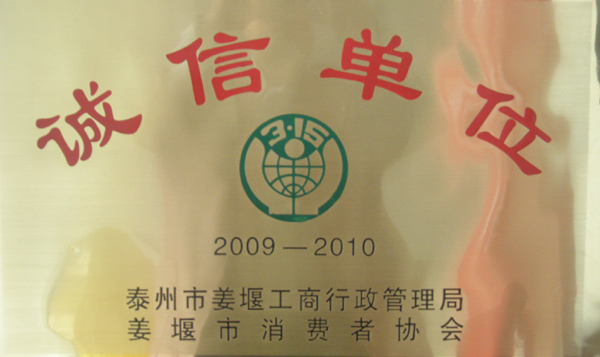 诚信单位
3·15
2009—2010
泰州市姜堰工商行政管理局
姜堰市消费者协会